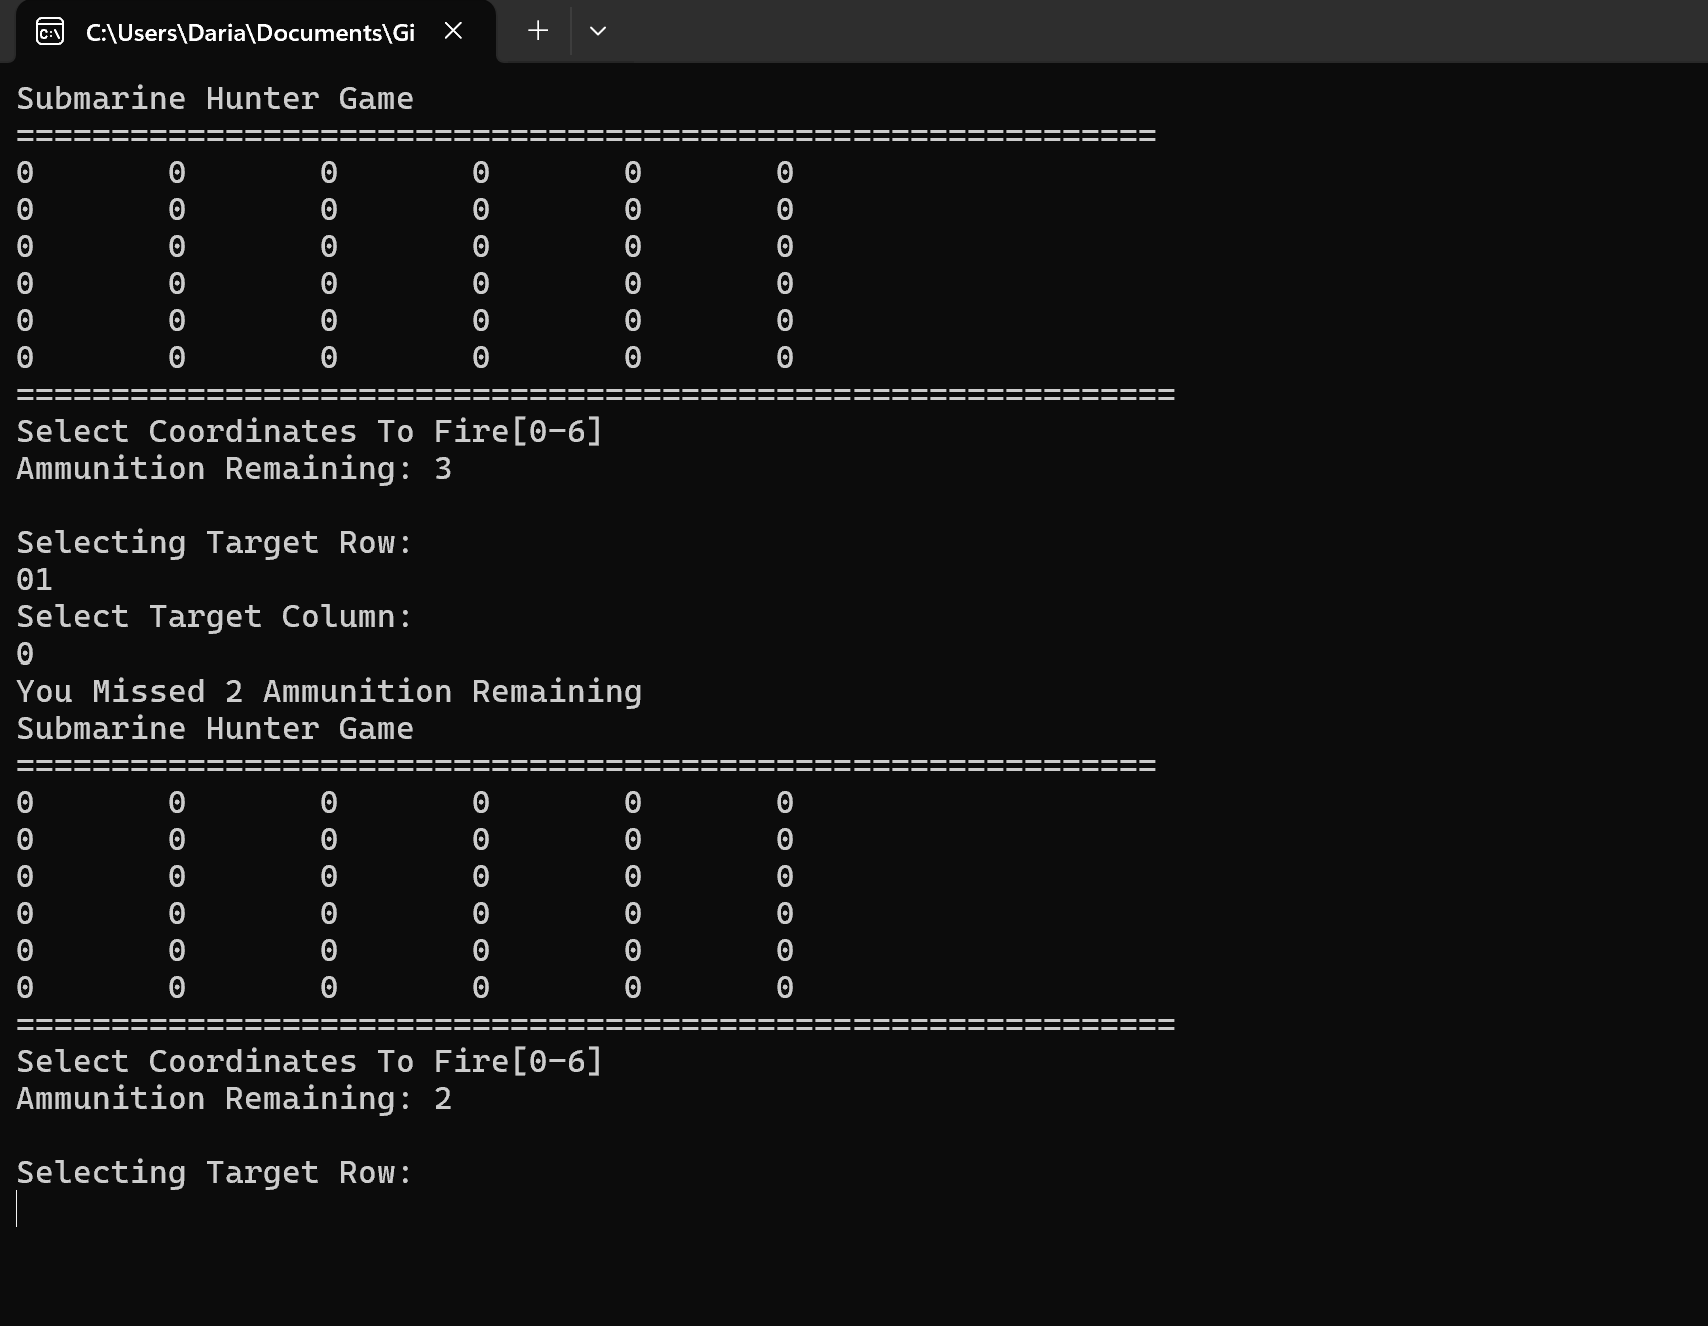 C:\Users\Daria\Documents\Gi
Submarine Hunter Game
============================================================
0 0 0 0 0 0
0 0 0 0 0 0
0 0 0 0 0 0
0 0 0 0 0 0
0 0 0 0 0 0
0 0 0 0 0 0
=============================================================
Select Coordinates To Fire[0-6]
Ammunition Remaining: 3
Selecting Target Row:
01
Select Target Column:
0
You Missed 2 Ammunition Remaining
Submarine Hunter Game
============================================================
0 0 0 0 0 0
0 0 0 0 0 0
0 0 0 0 0 0
0 0 0 0 0 0
0 0 0 0 0 0
0 0 0 0 0 0
=============================================================
Select Coordinates To Fire[0-6]
Ammunition Remaining: 2
Selecting Target Row: